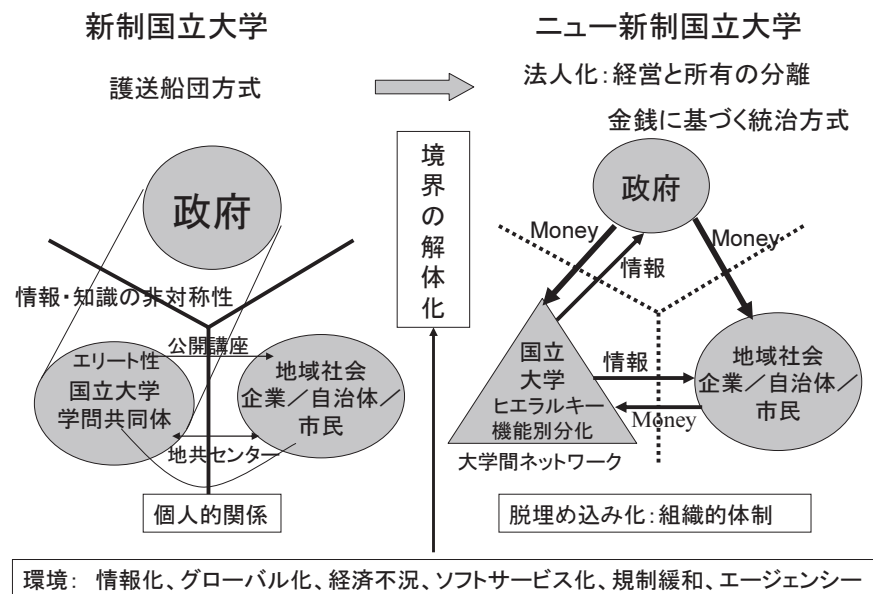 新制国立大学
護送船団方式
政府
情報・知識の非対称性
公開講座
エリート性
国立大学
学問共同体
地域社会
企業／自治体／
市民
地共センター
個人的関係
境界の解体化
ニュー新制国立大学
法人化：経営と所有の分離
金銭に基づく統治方式
政府
Money
Money
情報
国立
大学
ヒエラルキー
機能別分化
情報
Money
地域社会
企業／自治体／
市民
大学間ネットワーク
脱埋め込み化：組織的体制
環境：　情報化、グローバル化、経済不況、ソフトサービス化、規制緩和、エージェンシー